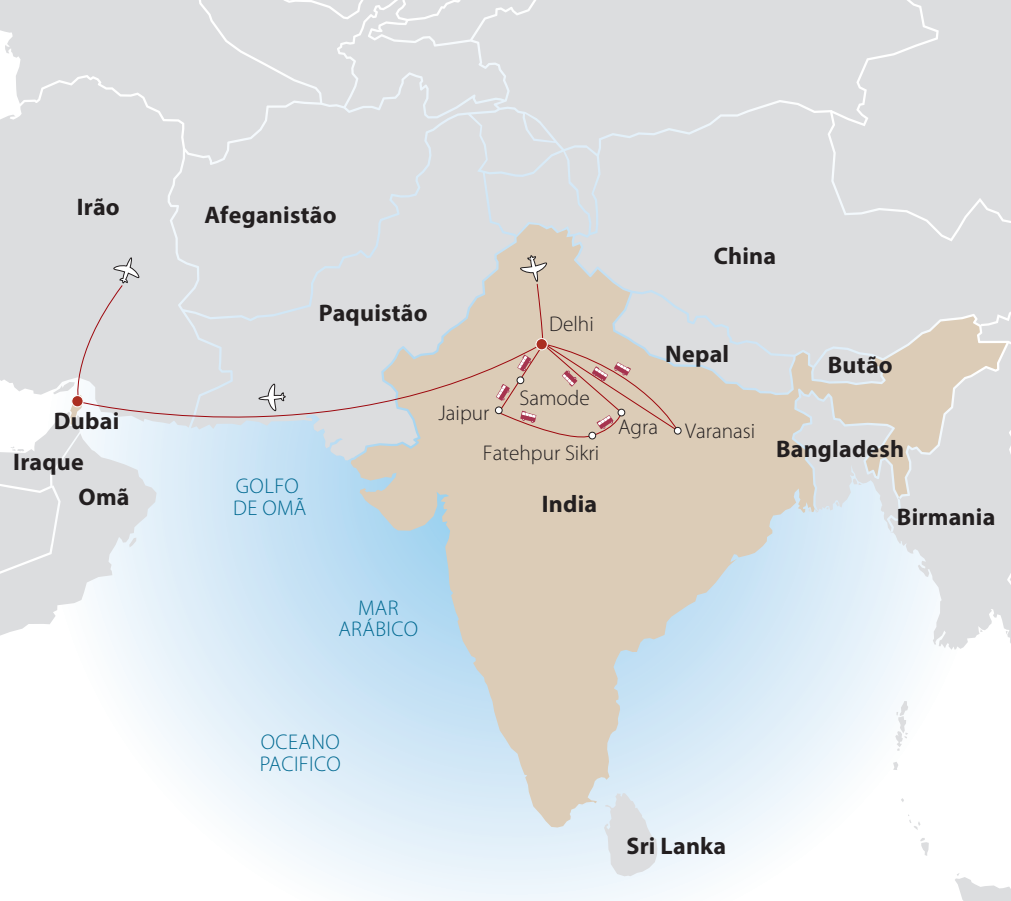 Irão
Afeganistão
China
Paquistão
Delhi
Nepal
Butão
Samode
Jaipur
Dubai
Agra
Varanasi
Fatehpur Sikri
Bangladesh
Iraque
GOLFO
DE OMÃ
Omã
India
Birmania
MAR
ARÁBICO
OCEANO
PACIFICO
Sri Lanka